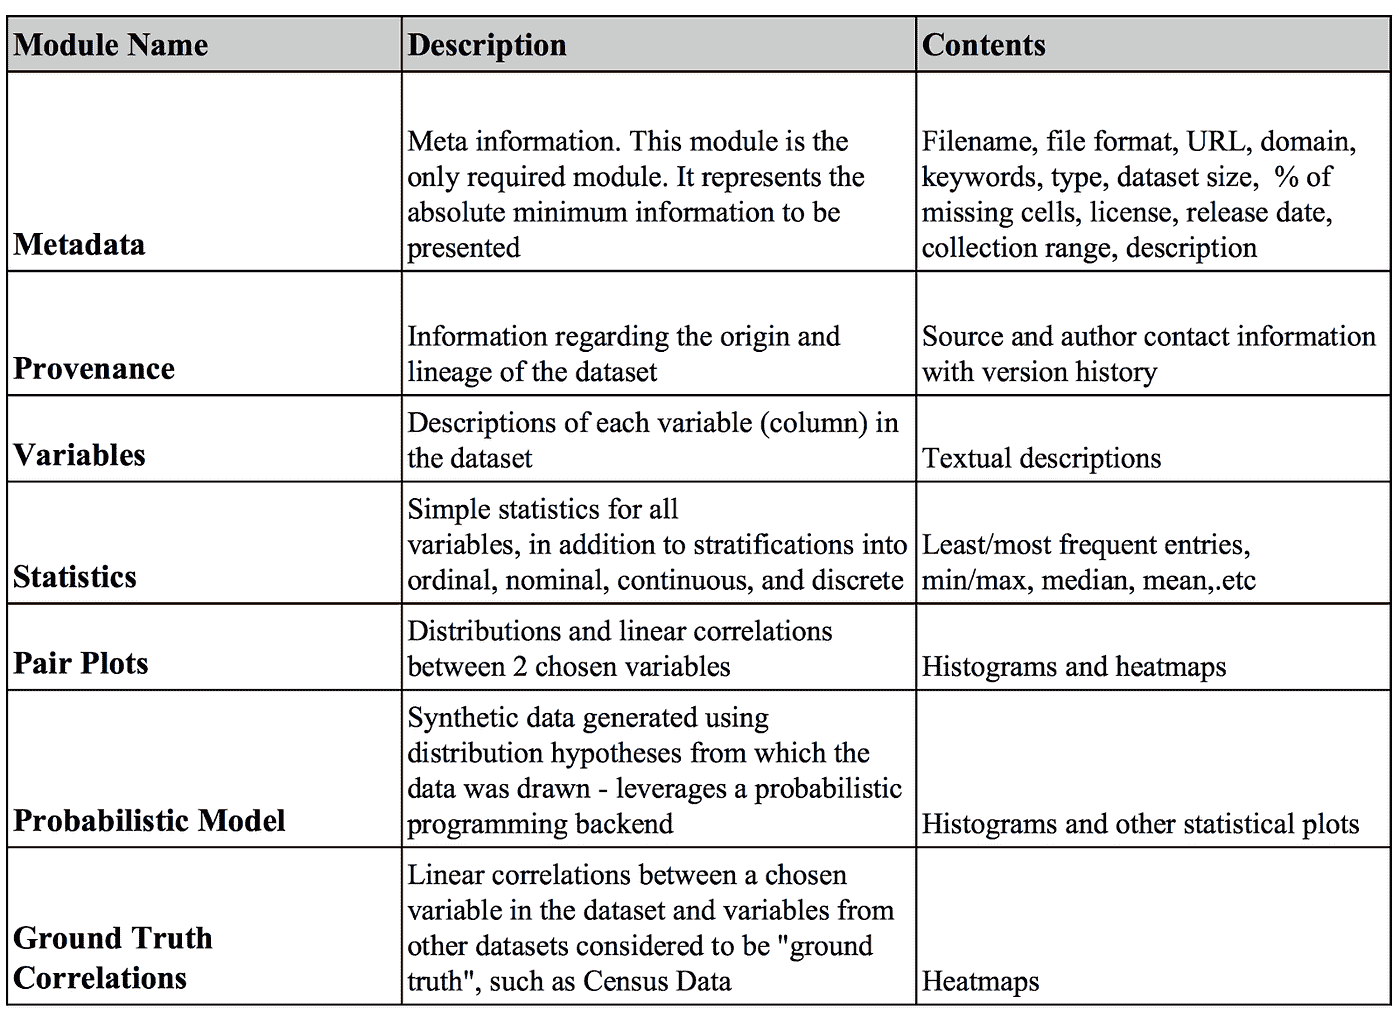 Module Name
Description
Contents
Metadata
Meta information. This module is the
only required module. It represents the
absolute minimum information to be
presented
Filename, file format, URL, domain,
keywords, type, dataset size,  % of
missing cells, license, release date,
collection range, description
Provenance
Information regarding the origin and
lineage of the dataset
Source and author contact information
with version history
Variables
Descriptions of each variable (column) in
the dataset
Textual descriptions
Statistics
Simple statistics for all
variables, in addition to stratifications into
ordinal, nominal, continuous, and discrete
Least/most frequent entries,
min/max, median, mean,.etc
Pair Plots
Distributions and linear correlations
between 2 chosen variables
Histograms and heatmaps
Probabilistic Model
Synthetic data generated using
distribution hypotheses from which the
data was drawn - leverages a probabilistic
programming backend
Histograms and other statistical plots
Ground Truth
Correlations
Linear correlations between a chosen
variable in the dataset and variables from
other datasets considered to be "ground
truth", such as Census Data
Heatmaps